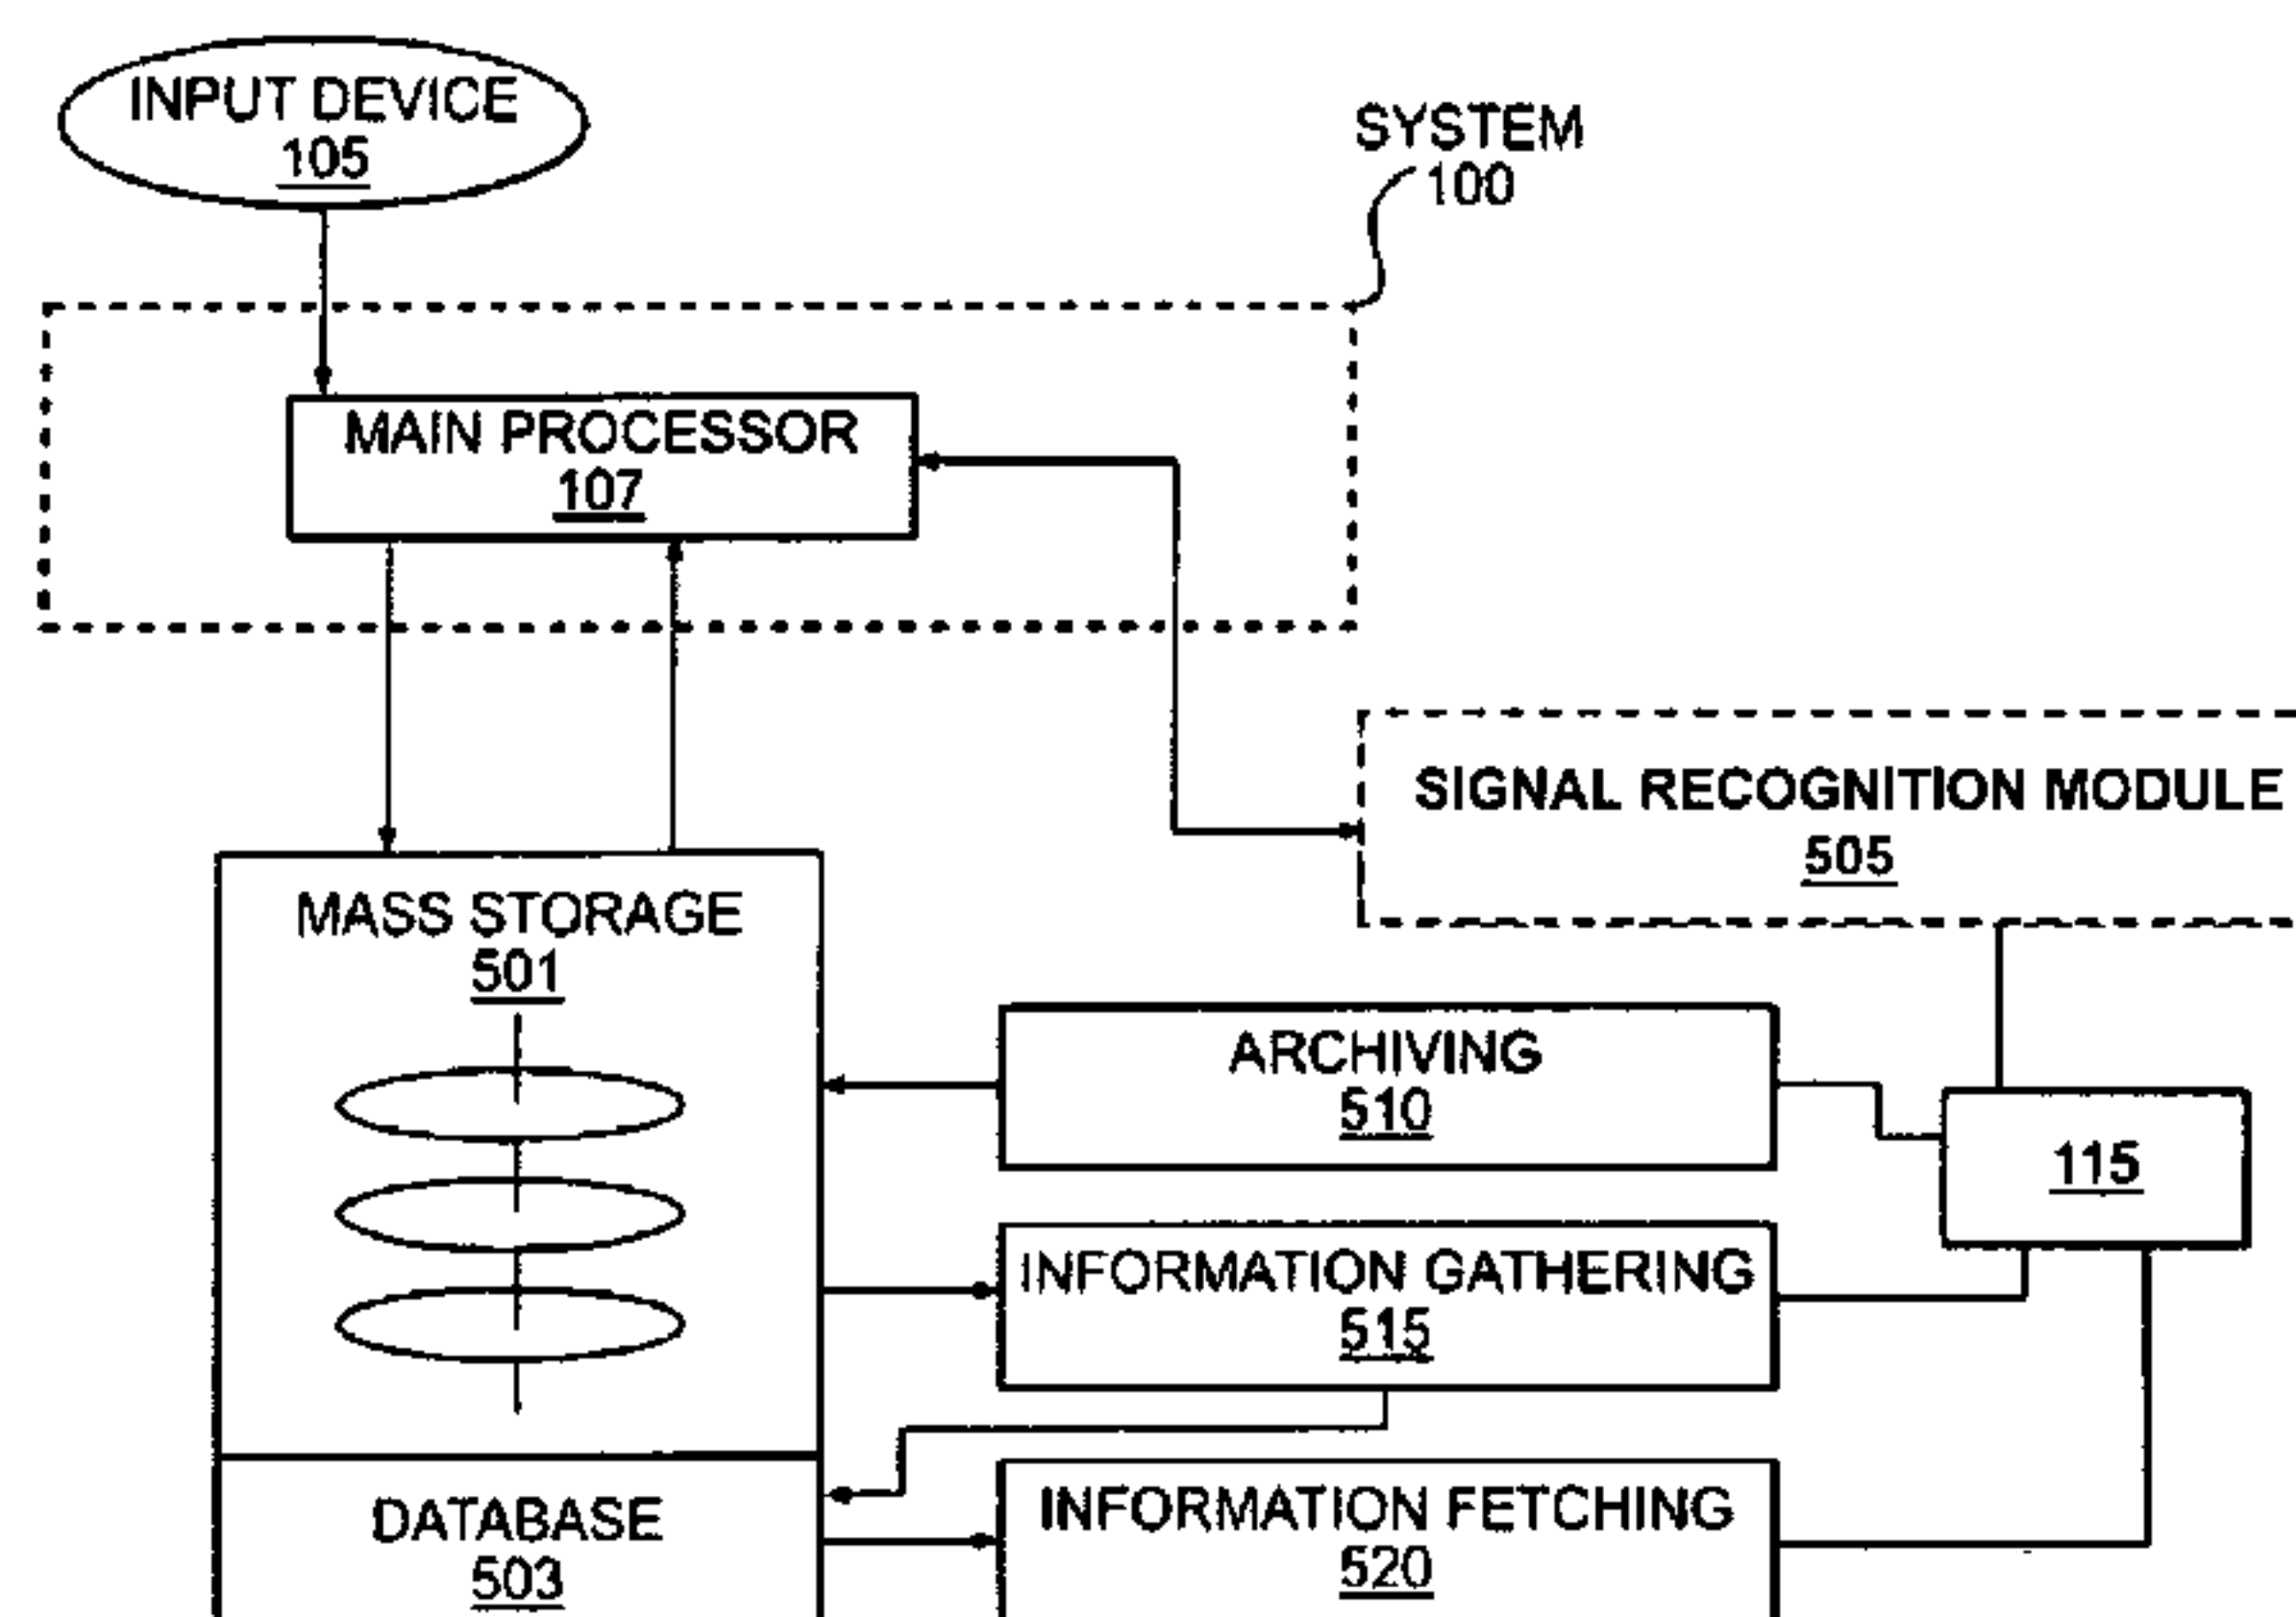 INPUT DEVICE
105
SYSTEM
100
MAIN PROCESSOR
107
SIGNAL RECOGNITION MODULE
505
MASS STORAGE
501
ARCHIVING
510
115
INFORMATION GATHERING
515
DATABASE
503
INFORMATION FETCHING
520